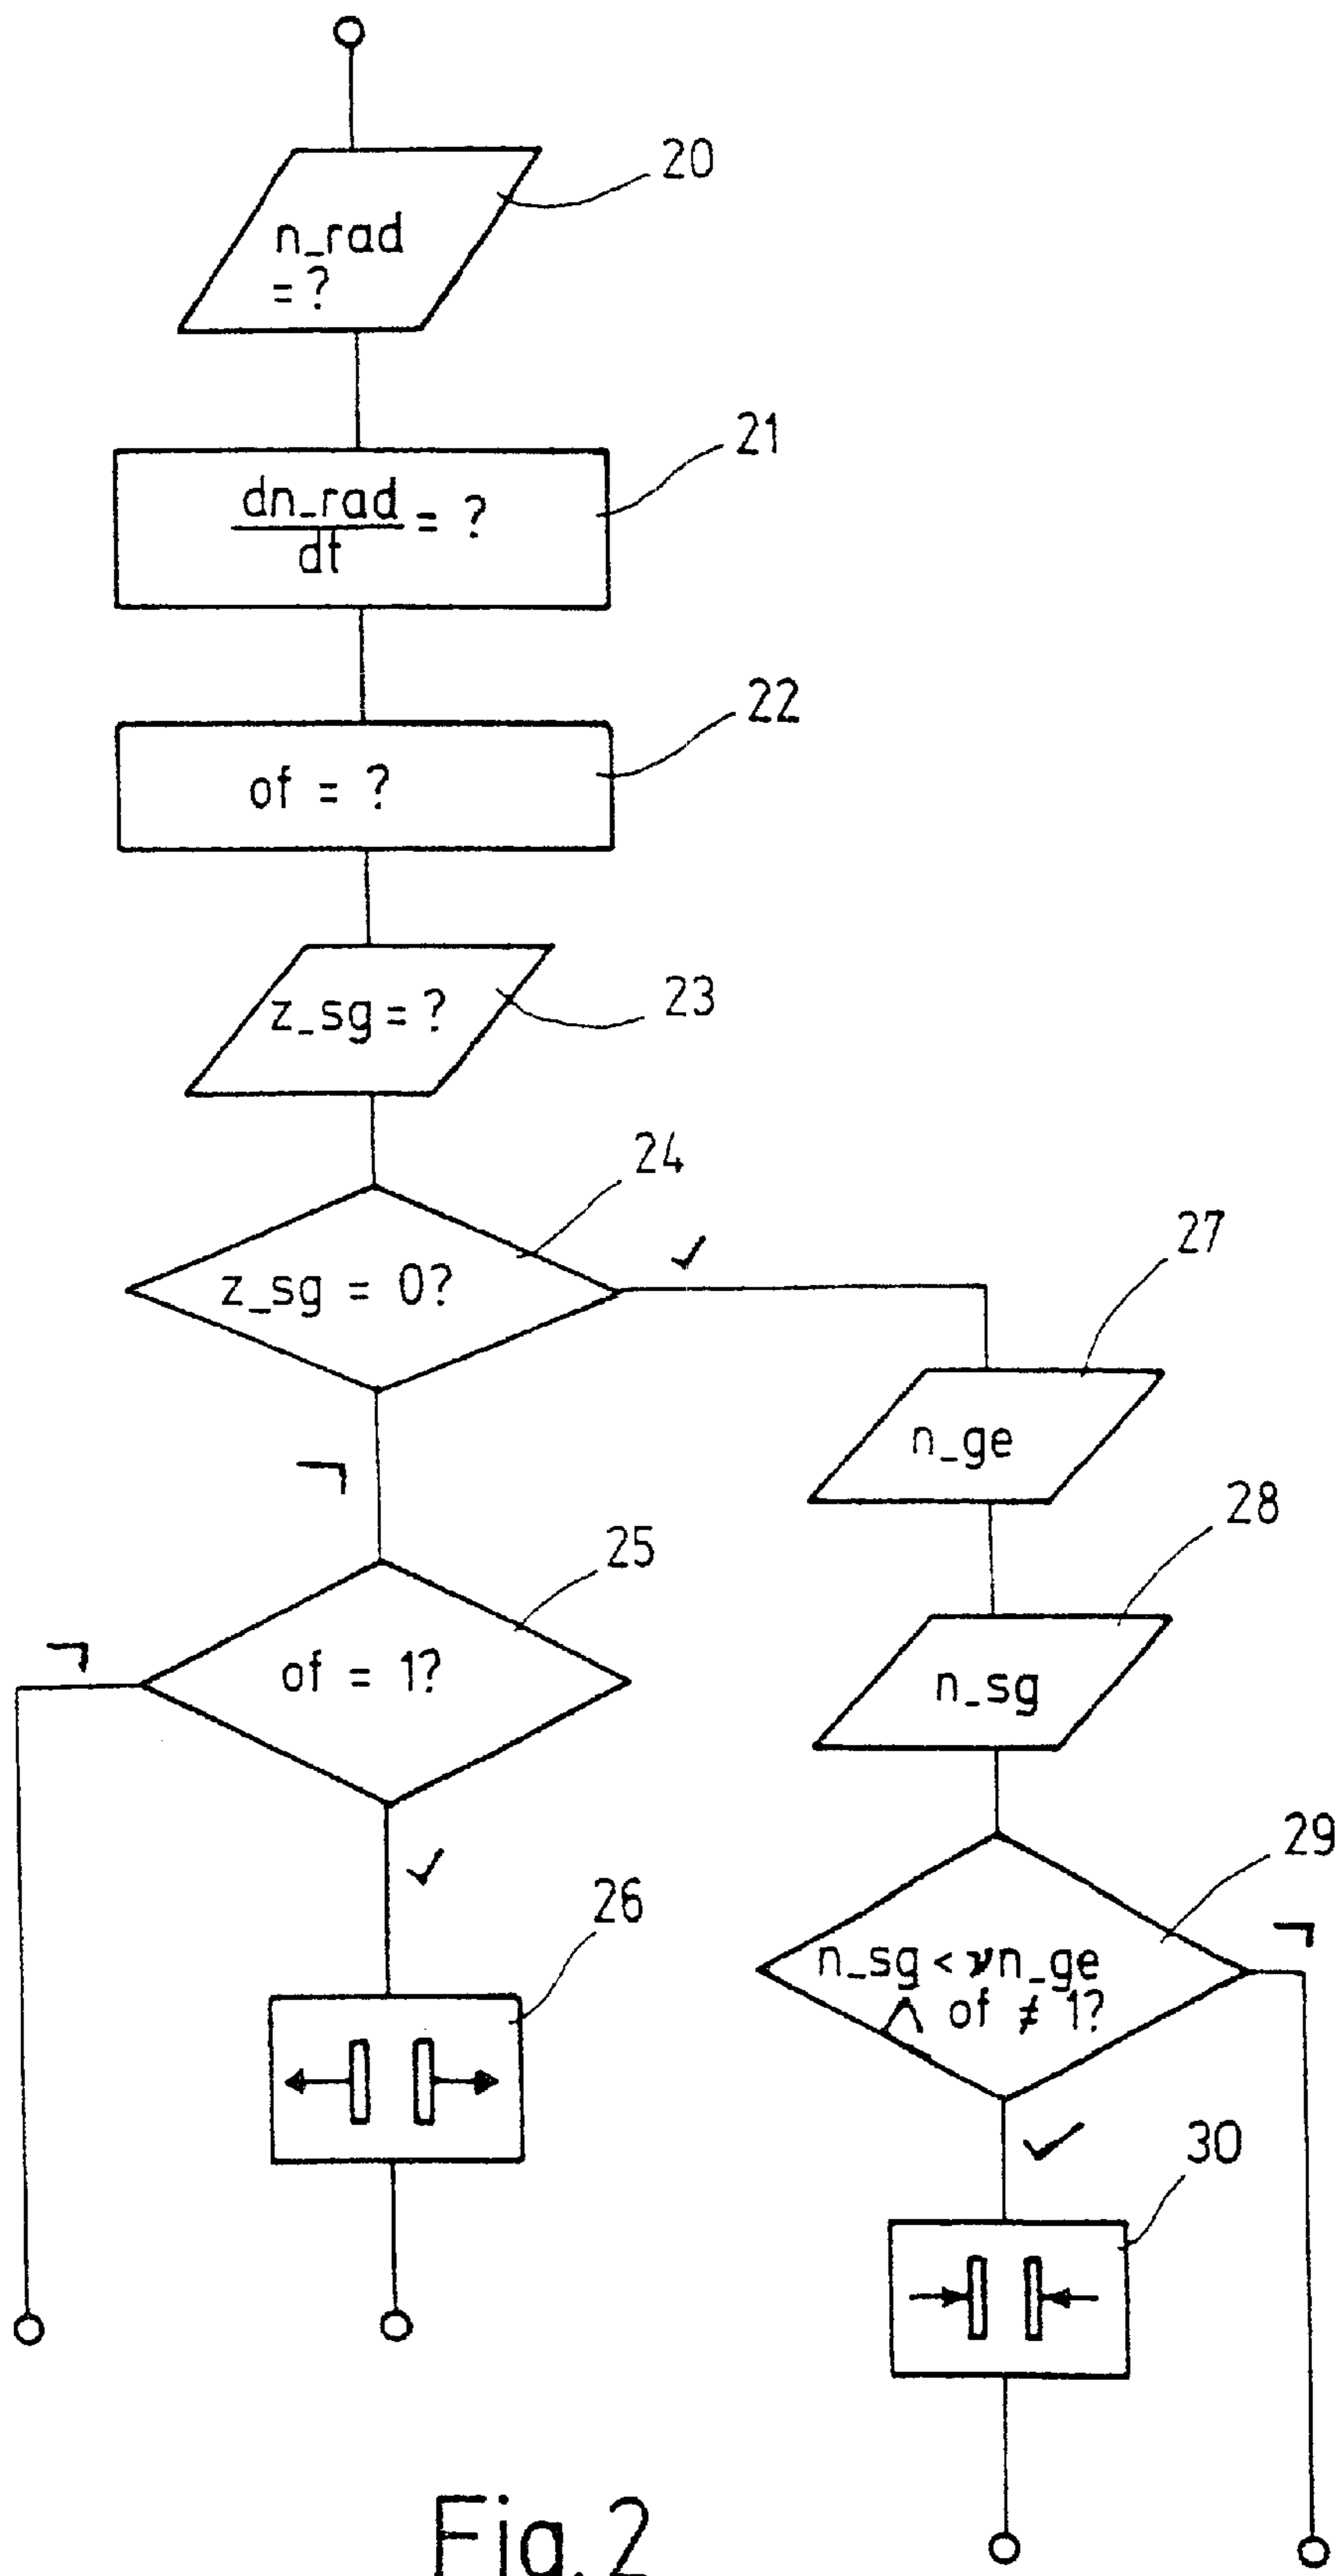 20
n_rad
= ?
21
dn_rad
dt
= ?
22
of = ?
23
z_sg = ?
24
z_sg = 0?
✓
27
n_ge
¬
28
25
of = 1?
¬
n_sg
✓
29
26
n_sg < νn_ge
∧ of ≠ 1?
¬
✓
30
Fig. 2